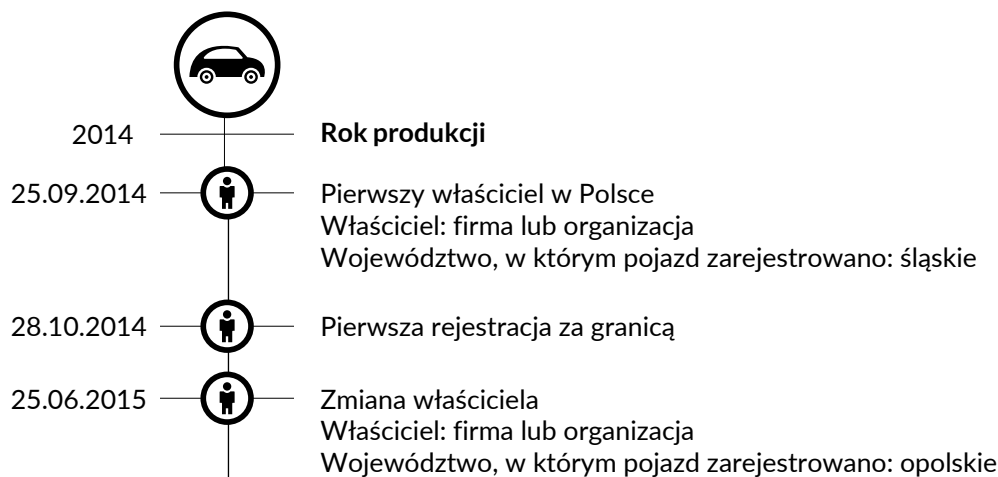 2014 Rok produkcji
25.09.2014 Pierwszy właściciel w Polsce
Właściciel: firma lub organizacja
Województwo, w którym pojazd zarejestrowano: śląskie
28.10.2014 Pierwsza rejestracja za granicą
25.06.2015 Zmiana właściciela
Właściciel: firma lub organizacja
Województwo, w którym pojazd zarejestrowano: opolskie